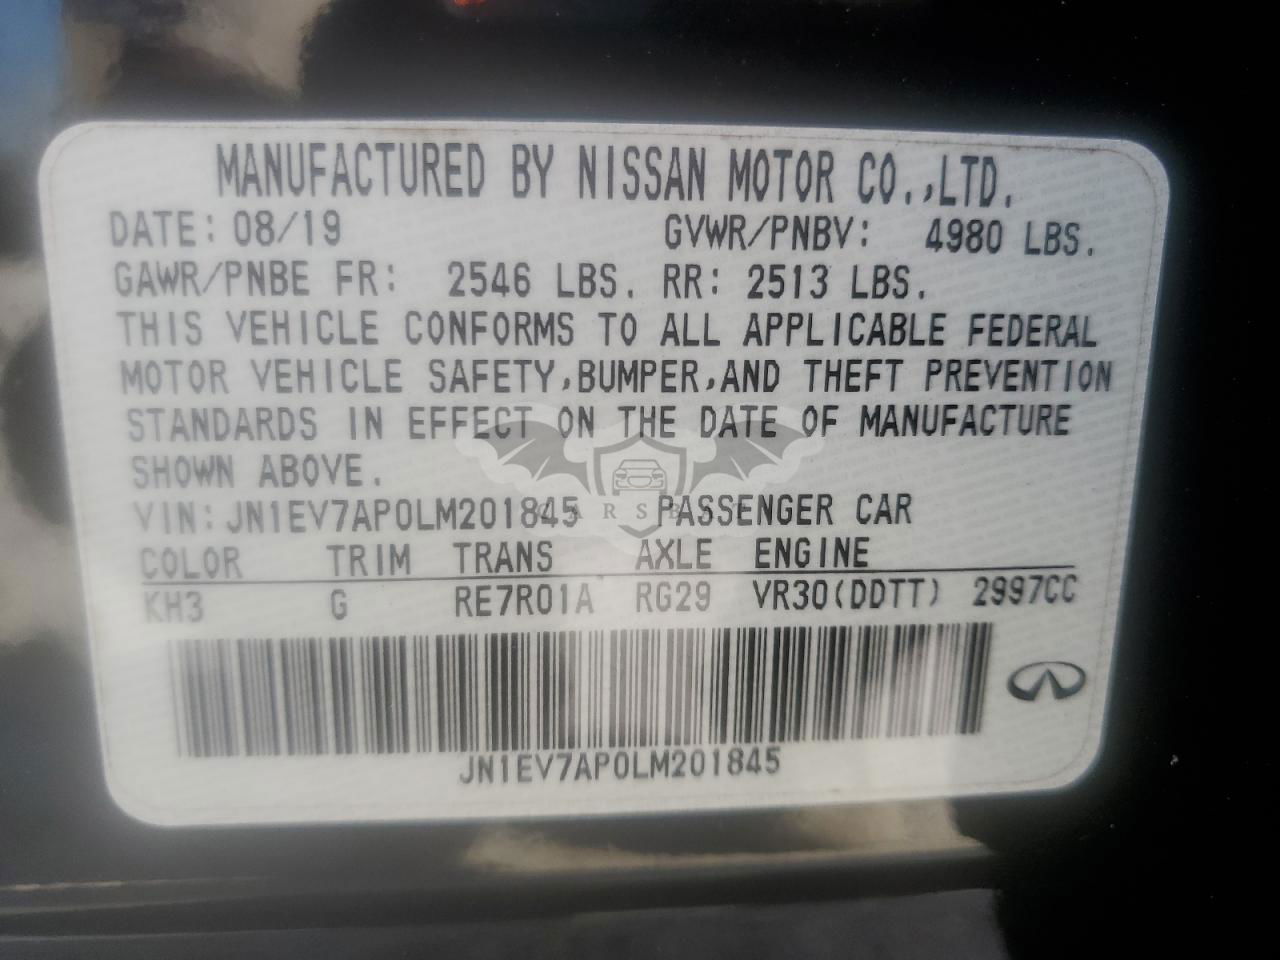 MANUFACTURED BY NISSAN MOTOR CO.,LTD.
DATE: 08/19 GVWR/PNBV: 4980 LBS.
GAWR/PNBE FR: 2546 LBS. RR: 2513 LBS.
THIS VEHICLE CONFORMS TO ALL APPLICABLE FEDERAL
MOTOR VEHICLE SAFETY,BUMPER,AND THEFT PREVENTION
STANDARDS IN EFFECT ON THE DATE OF MANUFACTURE
SHOWN ABOVE.
VIN:JN1EV7AP0LM201845 PASSENGER CAR
COLOR TRIM TRANS AXLE ENGINE
KH3 G RE7R01A RG29 VR30(DDTT) 2997CC
JN1EV7AP0LM201845